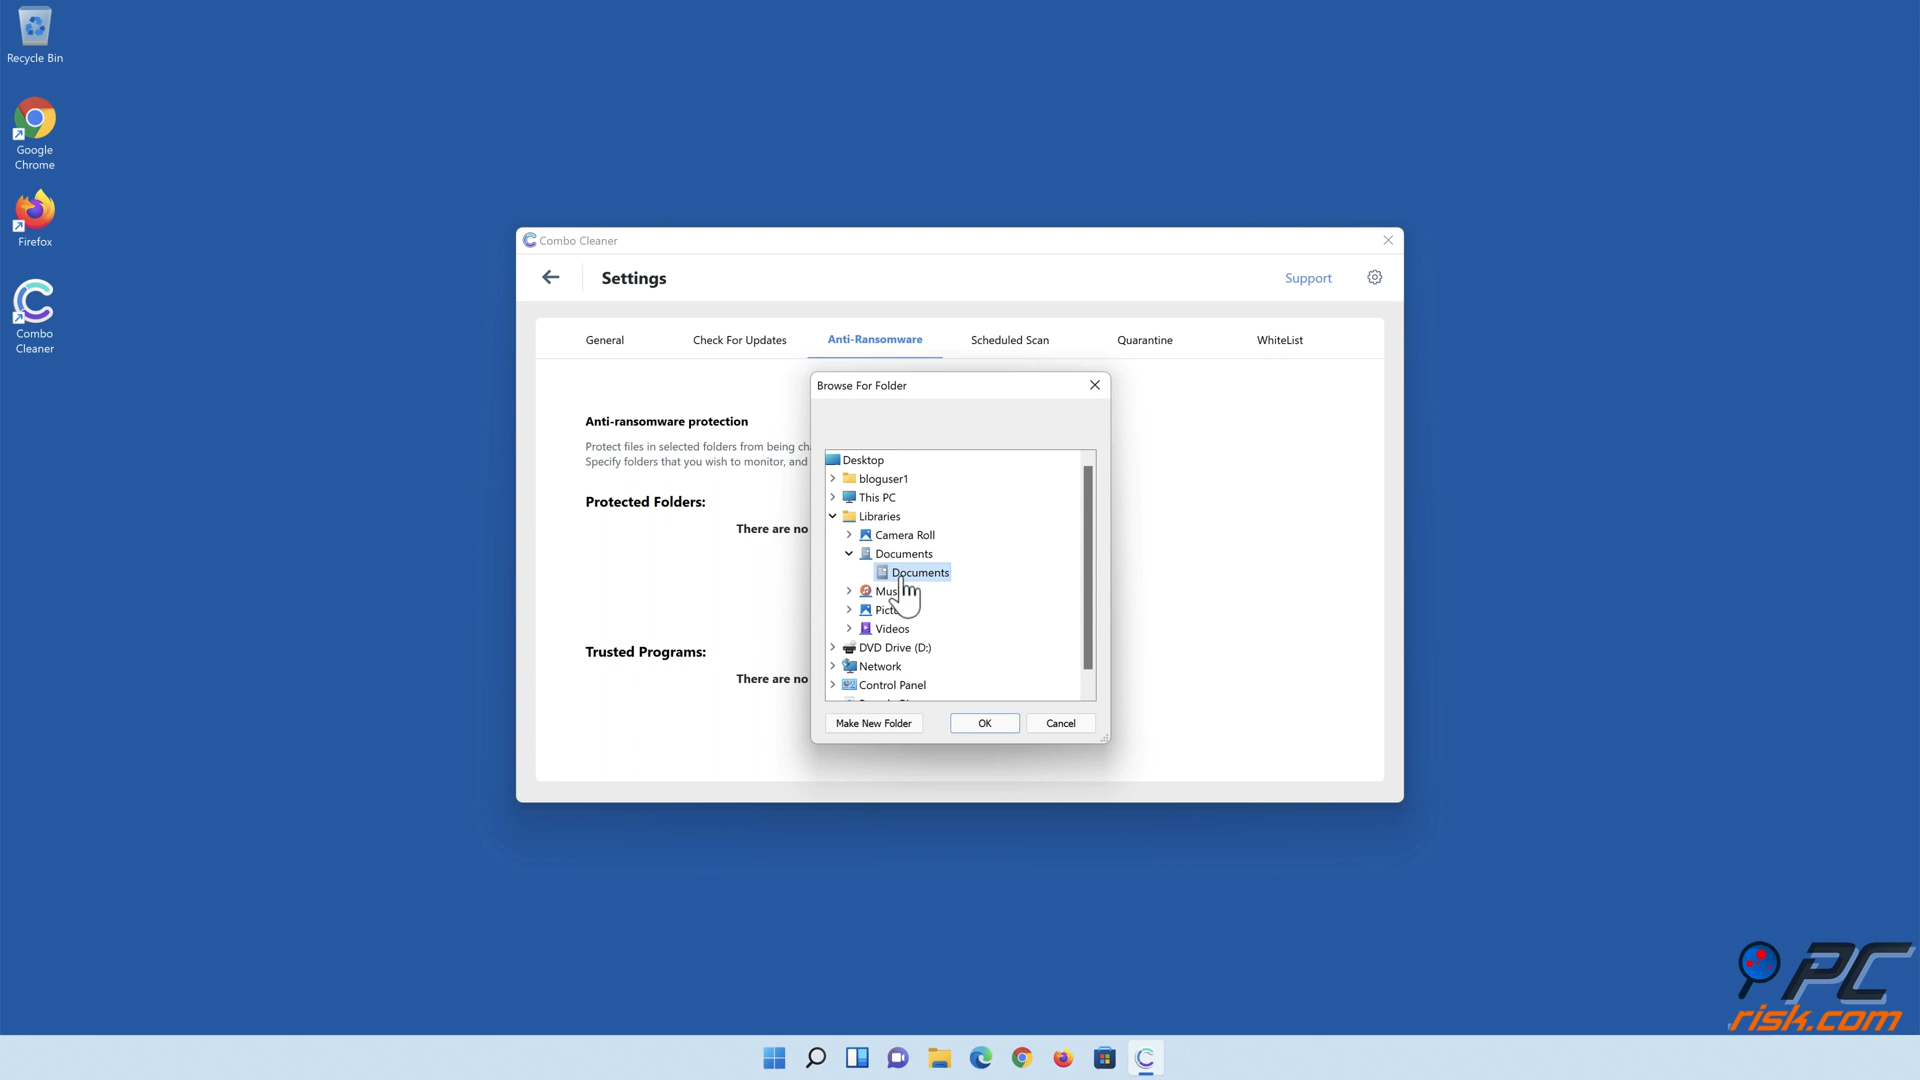 Recycle Bin
Google
Chrome
Firefox
Combo
Cleaner
Combo Cleaner
Settings
Support
General
Check For Updates
Anti-Ransomware
Scheduled Scan
Quarantine
WhiteList
Anti-ransomware protection
Protect files in selected folders from being
Specify folders that you wish to monitor, and
Protected Folders:
There are no
Trusted Programs:
There are no
Browse For Folder
Desktop
bloguser1
This PC
Libraries
Camera Roll
Documents
Documents
Mus
Pict
Videos
DVD Drive (D:)
Network
Control Panel
Make New Folder
OK
Cancel
PC
risk.com